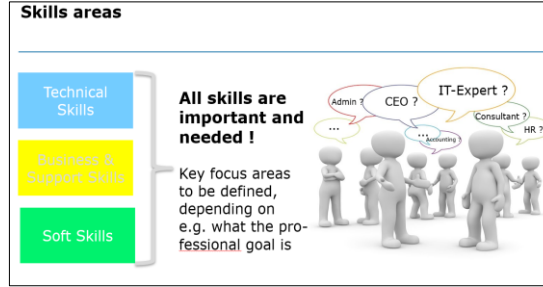 Skills areas
Technical
Skills
Business &
Support Skills
Soft Skills
All skills are
important and
needed !
Key focus areas
to be defined,
depending on
e.g. what the pro-
fessional goal is
Admin ?
CEO ?
IT-Expert ?
...
...
Accounting ?
Consultant ?
HR ?